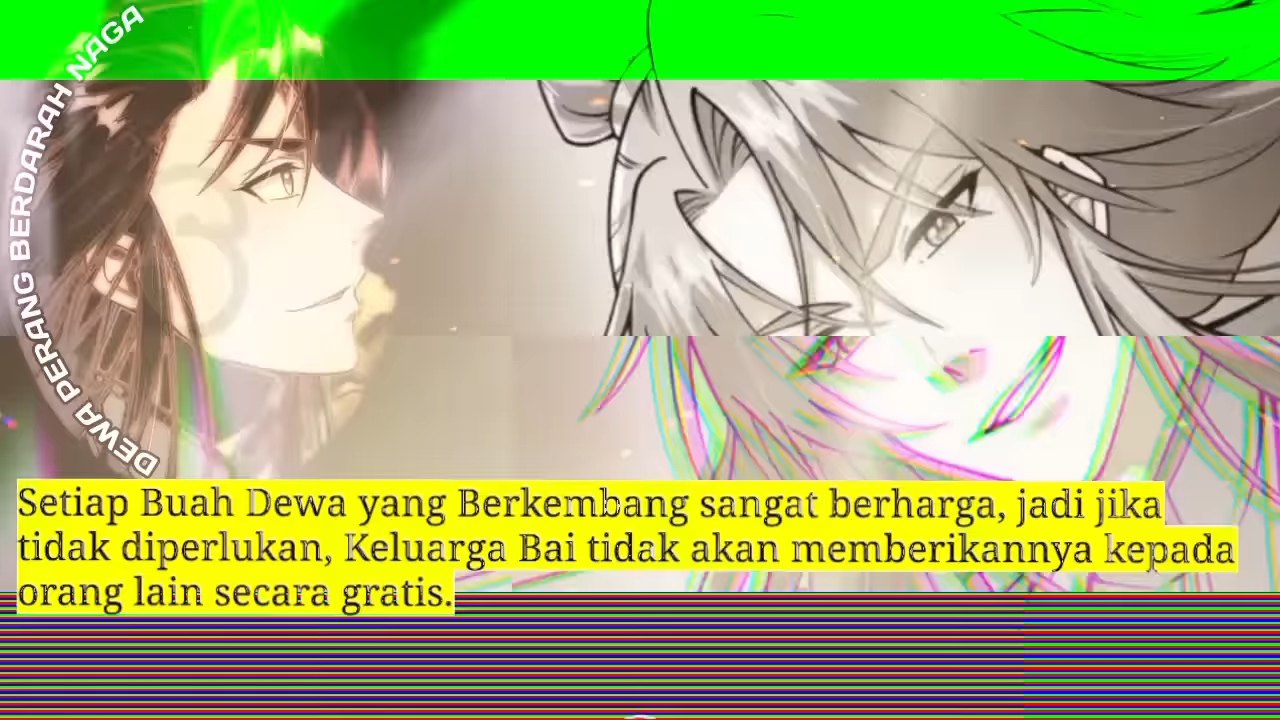 DEWA PERANG BERDARAH NAGA
Setiap Buah Dewa yang Berkembang sangat berharga, jadi jika
tidak diperlukan, Keluarga Bai tidak akan memberikannya kepada
orang lain secara gratis.